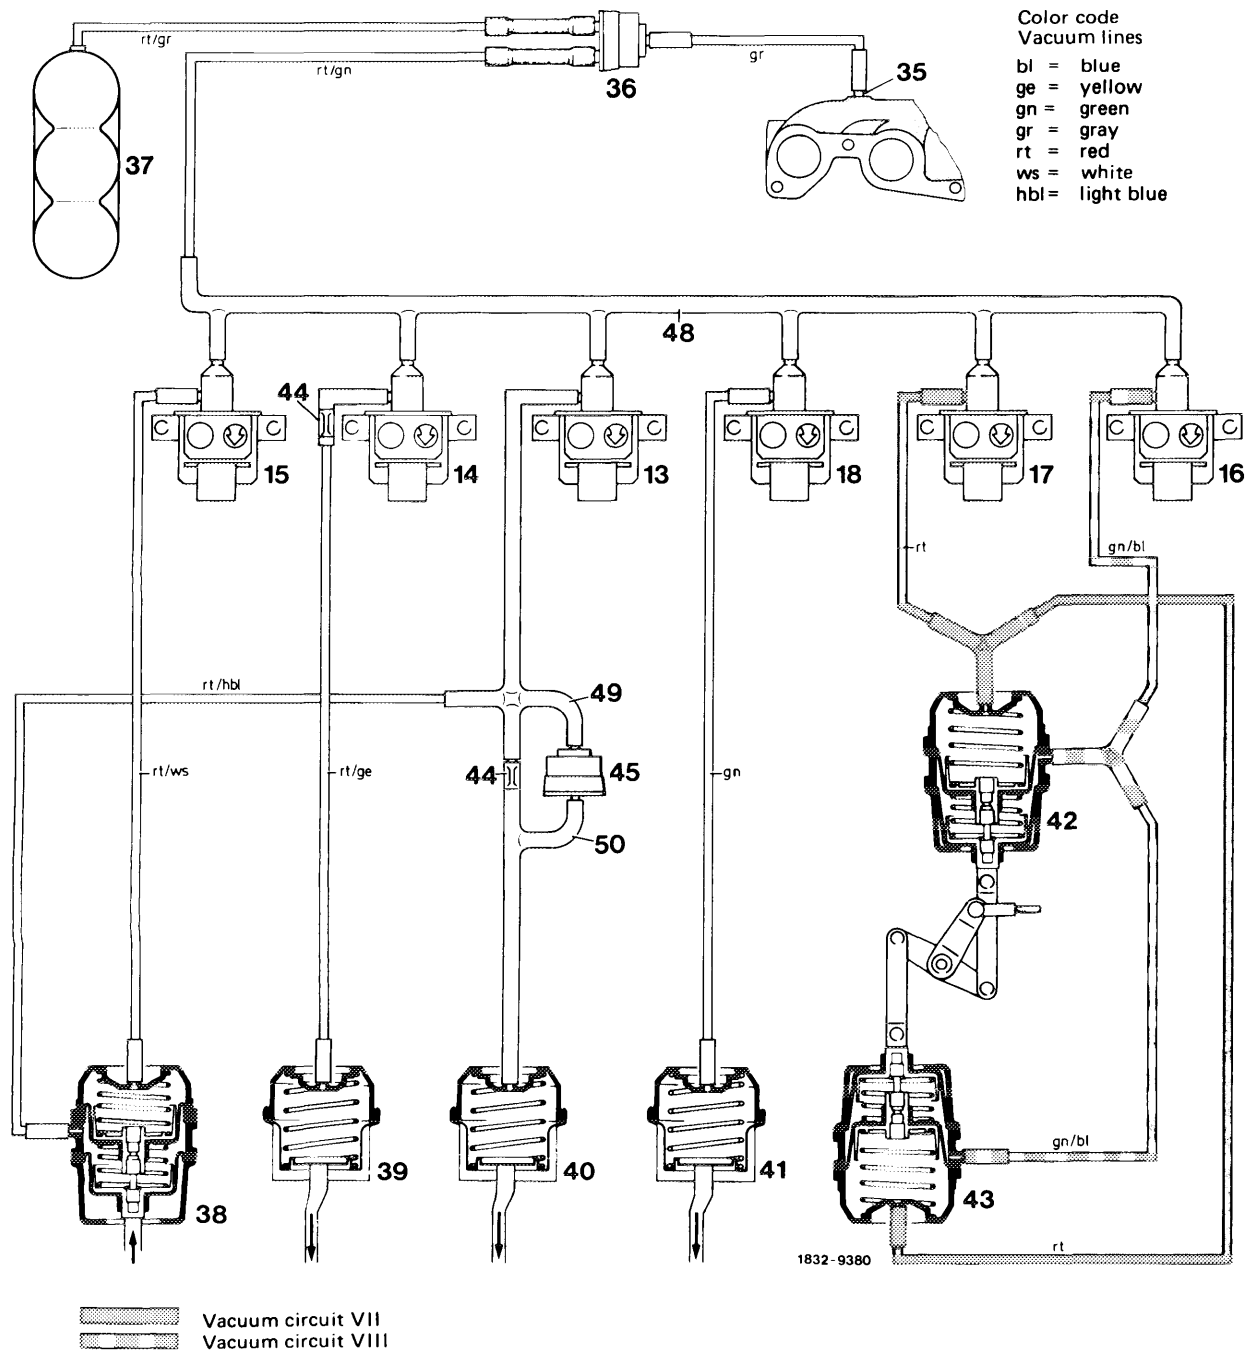 Color code
Vacuum lines
bl = blue
ge = yellow
gn = green
gr = gray
rt = red
ws = white
hbl = light blue
rt/gr
rt/gn
36
gr
35
37
48
44
15
14
13
18
17
16
rt
gn/bl
rt/hbl
49
rt/ws
rt/ge
44
45
gn
42
50
38
39
40
41
gn/bl
43
1832-9380
rt
Vacuum circuit VII
Vacuum circuit VIII